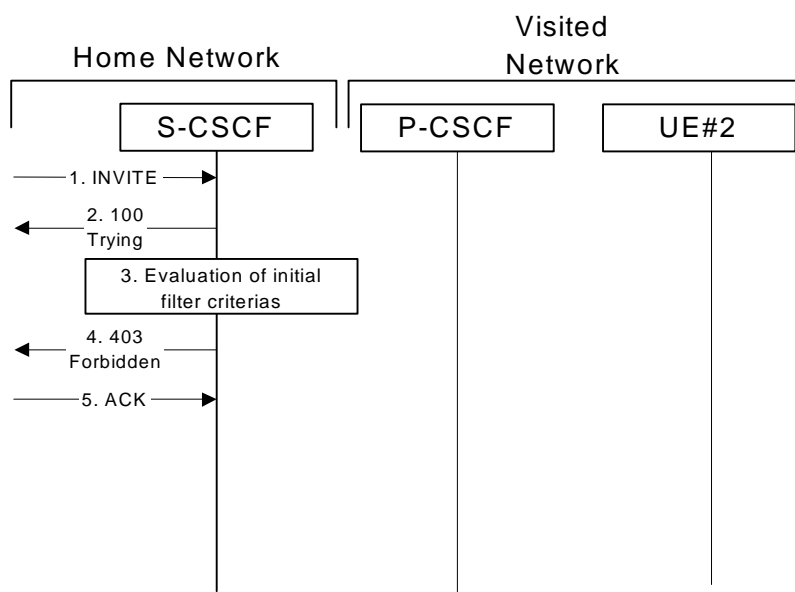 Home Network
Visited
Network
S-CSCF
P-CSCF
UE#2
1. INVITE
2. 100
Trying
3. Evaluation of initial
filter criterias
4. 403
Forbidden
5. ACK